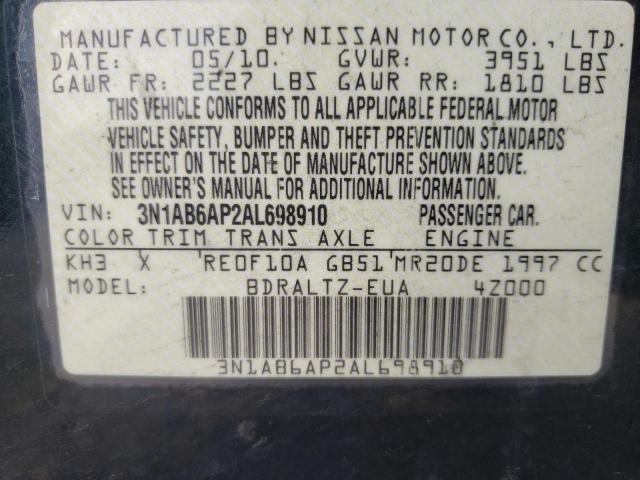 MANUFACTURED BY NISSAN MOTOR CO., LTD.
DATE: 05/10. GVWR: 3951 LBS
GAWR FR: 2227 LBS GAWR RR: 1810 LBS
THIS VEHICLE CONFORMS TO ALL APPLICABLE FEDERAL MOTOR
VEHICLE SAFETY, BUMPER AND THEFT PREVENTION STANDARDS
IN EFFECT ON THE DATE OF MANUFACTURE SHOWN ABOVE.
SEE OWNER'S MANUAL FOR ADDITIONAL INFORMATION
VIN: 3N1AB6AP2AL698910 PASSENGER CAR.
COLOR TRIM TRANS AXLE ENGINE
KH3 X RE0F10A GB51 MR20DE 1997 CC
MODEL: BDRALTZ-EUA 4Z000
3N1AB6AP2AL698910